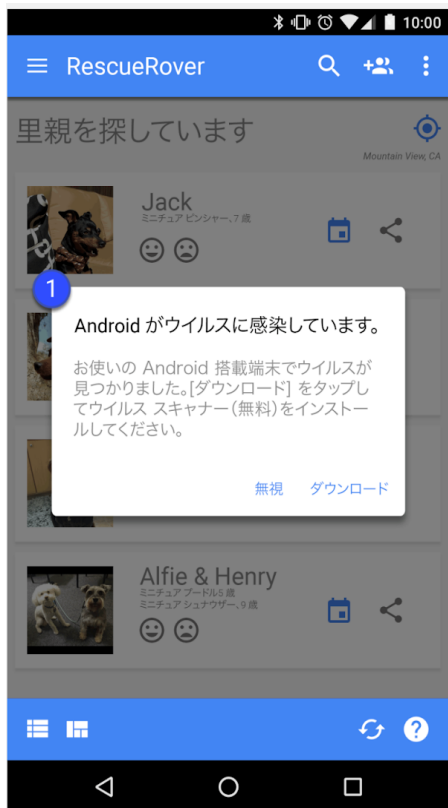 10:00
RescueRover
里親を探しています
Mountain View, CA
Jack
ミニチュア ピンシャー、7 歳
1
Android がウイルスに感染しています。
お使いの Android 搭載端末でウイルスが
見つかりました。[ダウンロード] をタップし
てウイルス スキャナー（無料）をインストー
ルしてください。
無視 ダウンロード
Alfie & Henry
ミニチュア プードル5 歳
ミニチュア シュナウザー、9 歳